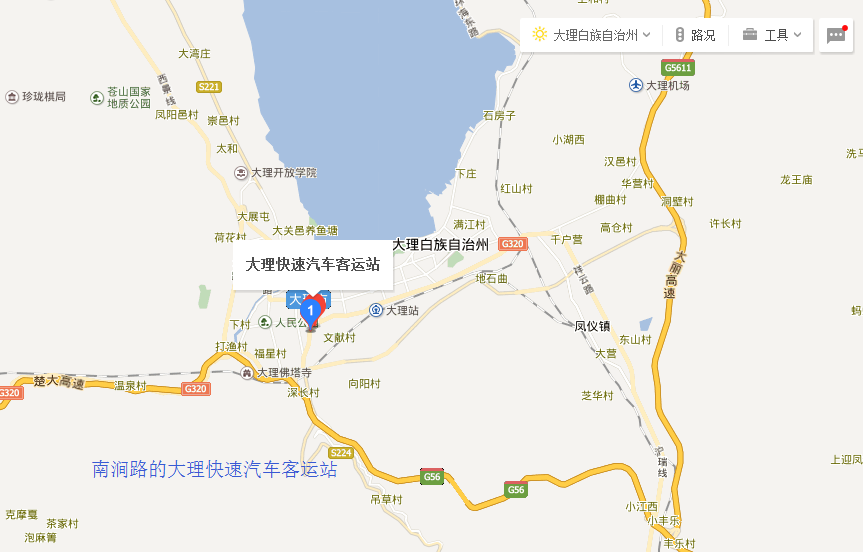 大湾庄
西景线
S221
珍珑棋局
苍山国家
地质公园
凤阳邑村
崇邑村
太和
大理开放学院
大展屯
荷花村
大关邑养鱼塘
大理白族自治州
路况
工具
G5611
大理机场
石房子
小湖西
汉邑村
洗马
下庄
红山村
华营村
棚曲村
洞壁村
龙王庙
满江村
高仓村
许长村
大理白族自治州
G320
千户营
大理快速汽车客运站
路
地石曲
祥云路
大丽高速
大理市
1
人民公
大理站
下村
文献村
凤仪镇
东山村
打渔村
福星村
大营
大理佛塔寺
向阳村
楚大高速
温泉村
G320
G320
深长村
芝华村
南涧路的大理快速汽车客运站
S224
G56
G56
瑞线
上迎凤
吊草村
克摩戛
茶家村
泡麻箐
小江西
小丰乐
丰乐村